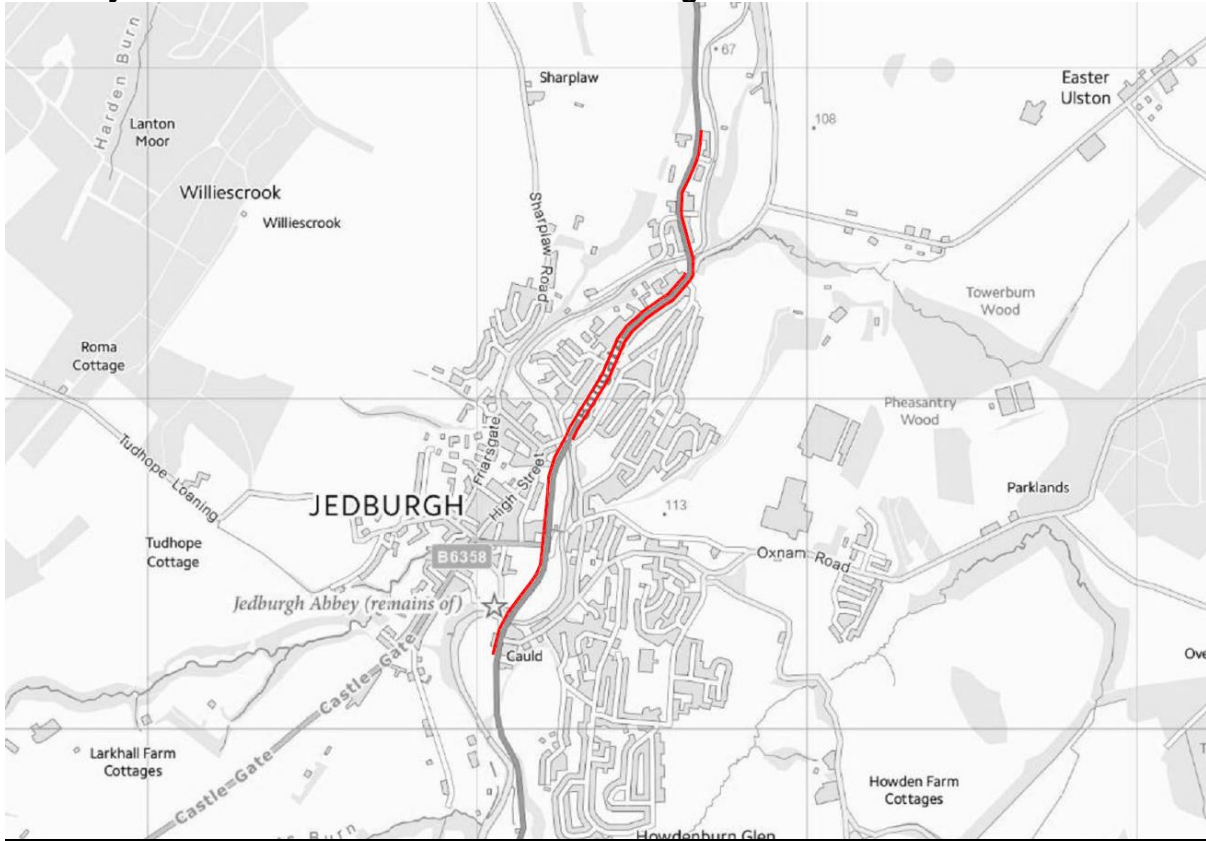 67
Sharplaw
Easter
Ulston
Harden Burn
Lanton
Moor
108
Williescrook
Williescrook
Sharplaw Road
Towerburn
Wood
Roma
Cottage
Pheasantry
Wood
Tudhope Loaning
Friarsgate
High Street
Parklands
JEDBURGH
113
Tudhope
Cottage
B6358
Oxnam Road
Jedburgh Abbey (remains of)
Cauld
Castle Gate
Castle Gate
Larkhall Farm
Cottages
Howden Farm
Cottages
Burn
Howdenburn Glen